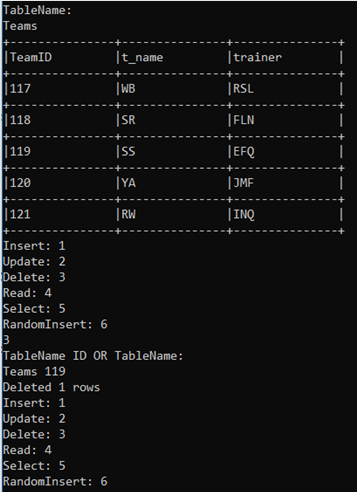 TableName:
Teams
+--------------+--------------+--------------+
|TeamID        |t_name        |trainer       |
+--------------+--------------+--------------+
|117           |WB            |RSL           |
+--------------+--------------+--------------+
|118           |SR            |FLN           |
+--------------+--------------+--------------+
|119           |SS            |EFQ           |
+--------------+--------------+--------------+
|120           |YA            |JMF           |
+--------------+--------------+--------------+
|121           |RW            |INQ           |
+--------------+--------------+--------------+
Insert: 1
Update: 2
Delete: 3
Read: 4
Select: 5
RandomInsert: 6
3
TableName ID OR TableName:
Teams 119
Deleted 1 rows
Insert: 1
Update: 2
Delete: 3
Read: 4
Select: 5
RandomInsert: 6